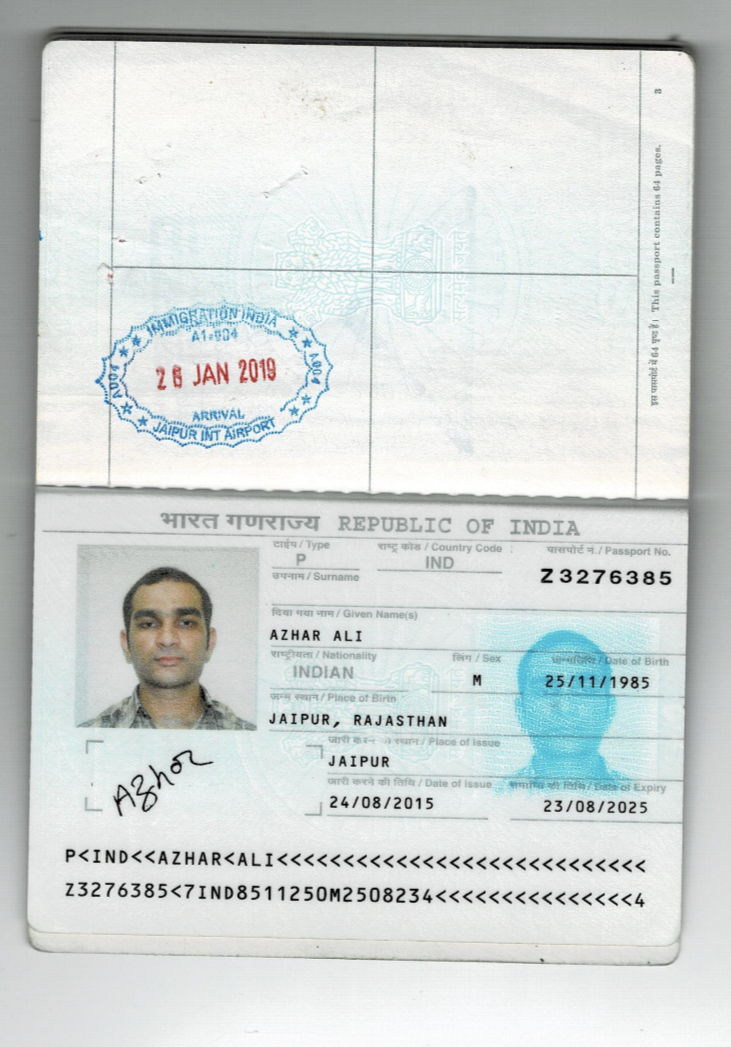 3
इस पासपोर्ट में 64 पृष्ठ हैं। This passport contains 64 pages.
IMMIGRATION INDIA
A004
26 JAN 2019
A004
ARRIVAL
JAIPUR INT AIRPORT
भारत गणराज्य REPUBLIC OF INDIA
टाईप / Type राष्ट्र कोड / Country Code : पासपोर्ट नं. / Passport No.
P IND Z3276385
उपनाम / Surname
दिया गया नाम / Given Name(s)
AZHAR ALI
राष्ट्रीयता / Nationality लिंग / Sex जन्मतिथि / Date of Birth
INDIAN M 25/11/1985
जन्म स्थान / Place of Birth
JAIPUR, RAJASTHAN
जारी करने का स्थान / Place of Issue
JAIPUR
जारी करने की तिथि / Date of Issue समाप्ति की तिथि / Date of Expiry
24/08/2015 23/08/2025
Azhar
P<IND<<AZHAR<ALI<<<<<<<<<<<<<<<<<<<<<<<<<<<<
Z3276385<7IND8511250M2508234<<<<<<<<<<<<<<<4